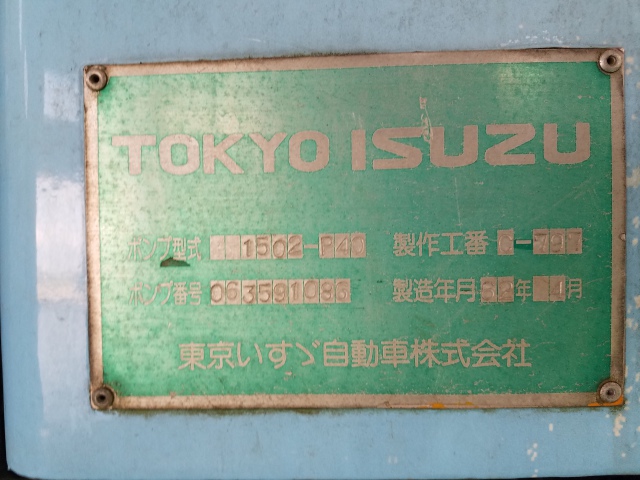 TOKYO ISUZU
ポンプ型式 1502-P40 製作工番
ポンプ番号 製造年月 年 月
東京いすゞ自動車株式会社